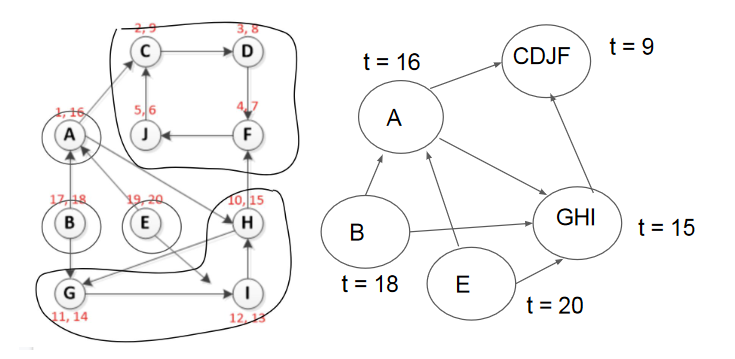 2, 9
3, 8
C
D
5, 6
4, 7
1, 16
A
J
F
17, 18
19, 20
10, 15
B
E
H
G
I
11, 14
12, 13
t = 16
CDJF
t = 9
A
B
GHI
t = 15
t = 18
E
t = 20